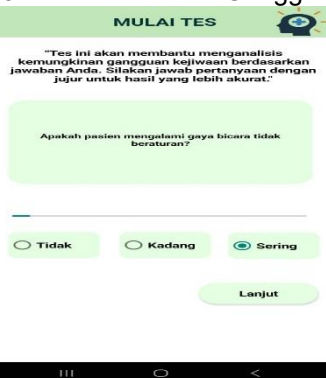 MULAI TES
"Tes ini akan membantu menganalisis
kemungkinan gangguan kejiwaan berdasarkan
jawaban Anda. Silakan jawab pertanyaan dengan
jujur untuk hasil yang lebih akurat."
Apakah pasien mengalami gaya bicara tidak
beraturan?
Tidak
Kadang
Sering
Lanjut